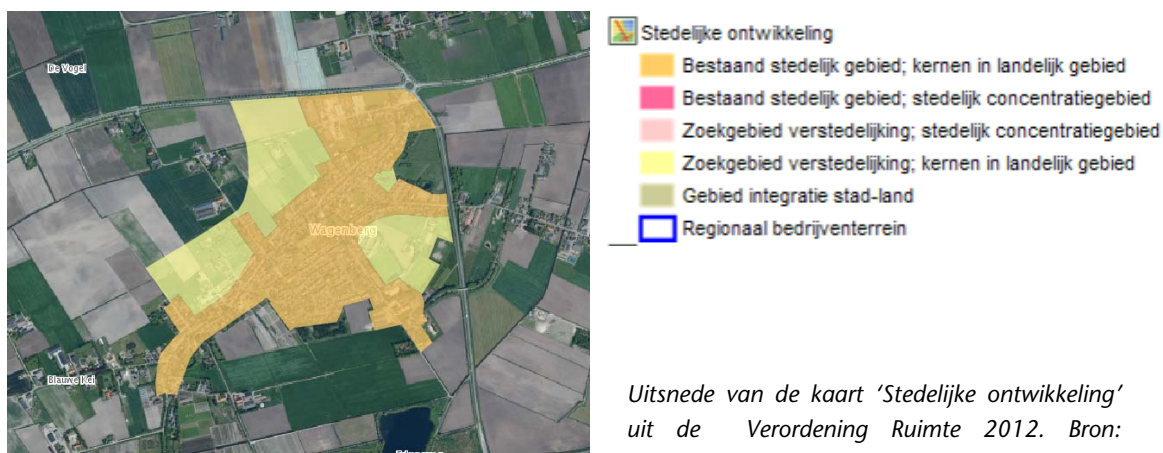 De Vogel
Wagenberg
Blauwe Kei
Stedelijke ontwikkeling
Bestaand stedelijk gebied; kernen in landelijk gebied
Bestaand stedelijk gebied; stedelijk concentratiegebied
Zoekgebied verstedelijking; stedelijk concentratiegebied
Zoekgebied verstedelijking; kernen in landelijk gebied
Gebied integratie stad-land
Regionaal bedrijventerrein
Uitsnede van de kaart ‘Stedelijke ontwikkeling’
uit de Verordening Ruimte 2012. Bron: